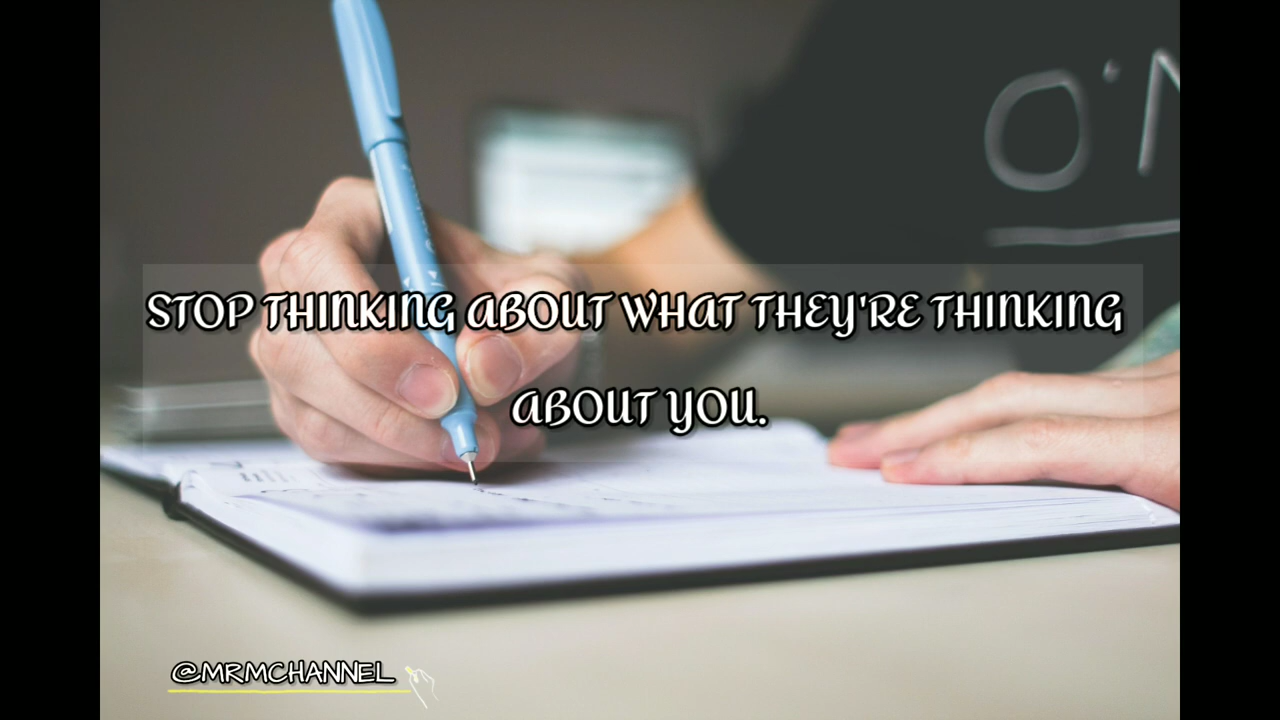 O'N
STOP THINKING ABOUT WHAT THEY'RE THINKING
ABOUT YOU.
@MRMCHANNEL